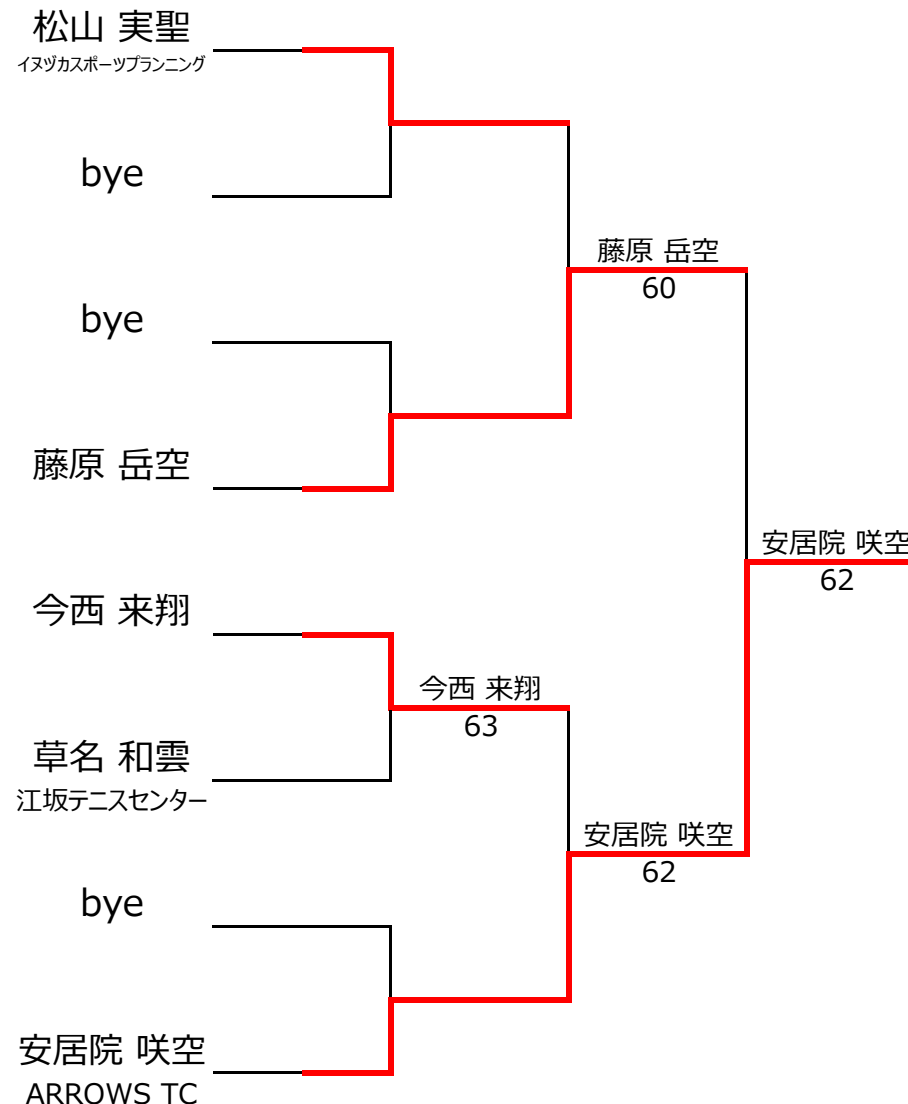 松山 実聖
イヌヅカスポーツプランニング
bye
bye
藤原 岳空
今西 来翔
草名 和雲
江坂テニスセンター
bye
安居院 咲空
ARROWS TC
今西 来翔
63
藤原 岳空
60
安居院 咲空
62
安居院 咲空
62